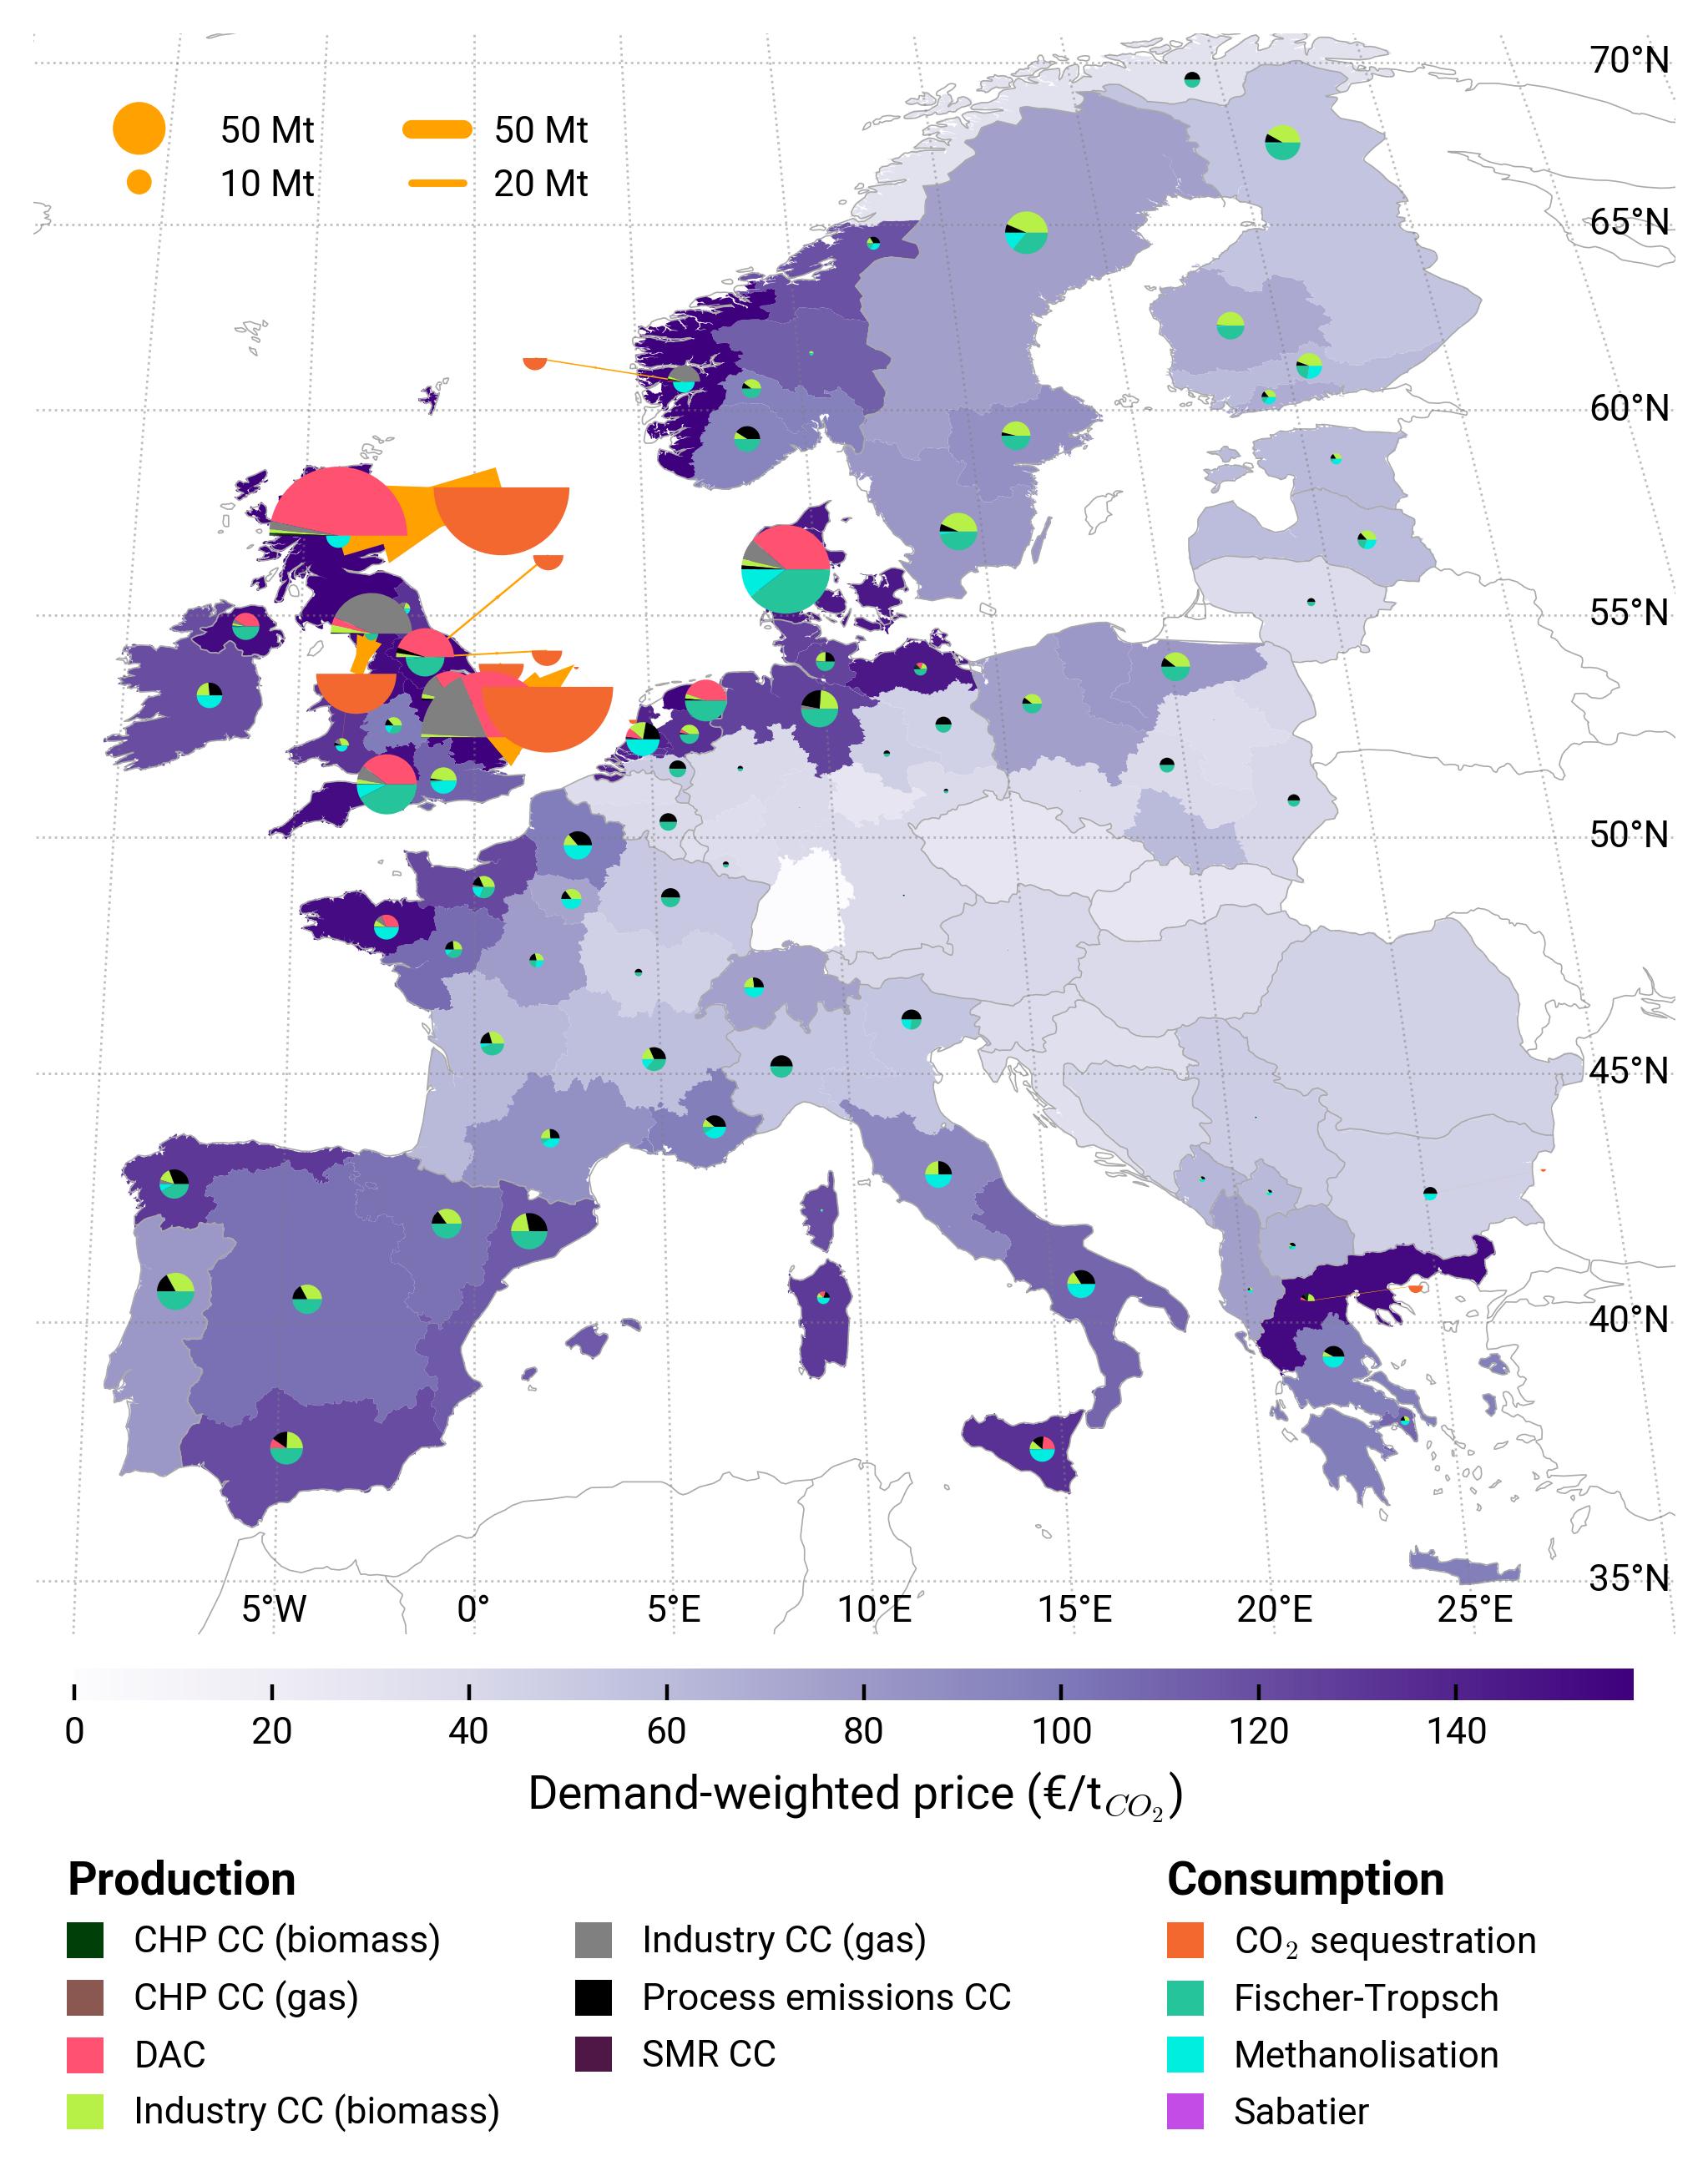 70°N
50 Mt 50 Mt
10 Mt 20 Mt
65°N
60°N
55°N
50°N
45°N
40°N
35°N
5°W 0° 5°E 10°E 15°E 20°E 25°E
0 20 40 60 80 100 120 140
Demand-weighted price (€/t_{CO_2})
Production Consumption
CHP CC (biomass) Industry CC (gas) CO₂ sequestration
CHP CC (gas) Process emissions CC Fischer-Tropsch
DAC SMR CC Methanolisation
Industry CC (biomass) Sabatier